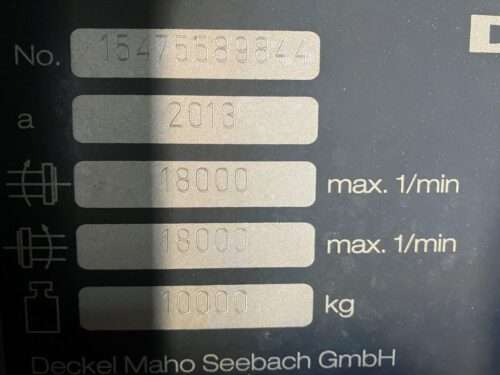 No. 15475589844
a 2013
18000 max. 1/min
18000 max. 1/min
10000 kg
Deckel Maho Seebach GmbH